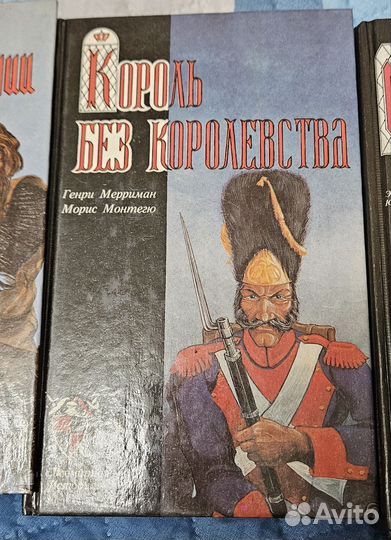 Король
без королевства
Генри Мерриман
Морис Монтегю
Avito